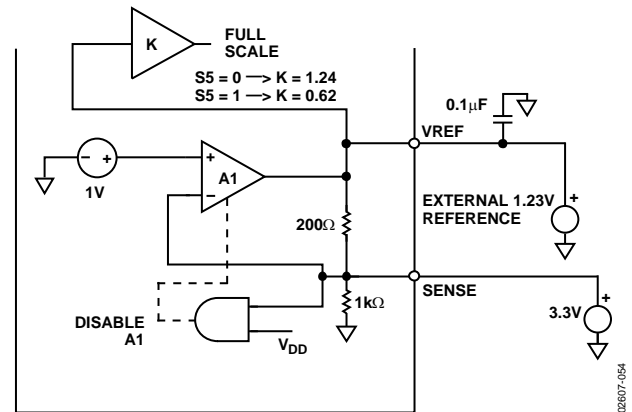 K
FULL
SCALE
S5 = 0 —> K = 1.24
S5 = 1 —> K = 0.62
0.1μF
VREF
− +
1V
+
A1
−
EXTERNAL 1.23V
REFERENCE
+
200Ω
SENSE
1kΩ
DISABLE
A1
V_DD
3.3V
+
02607-054